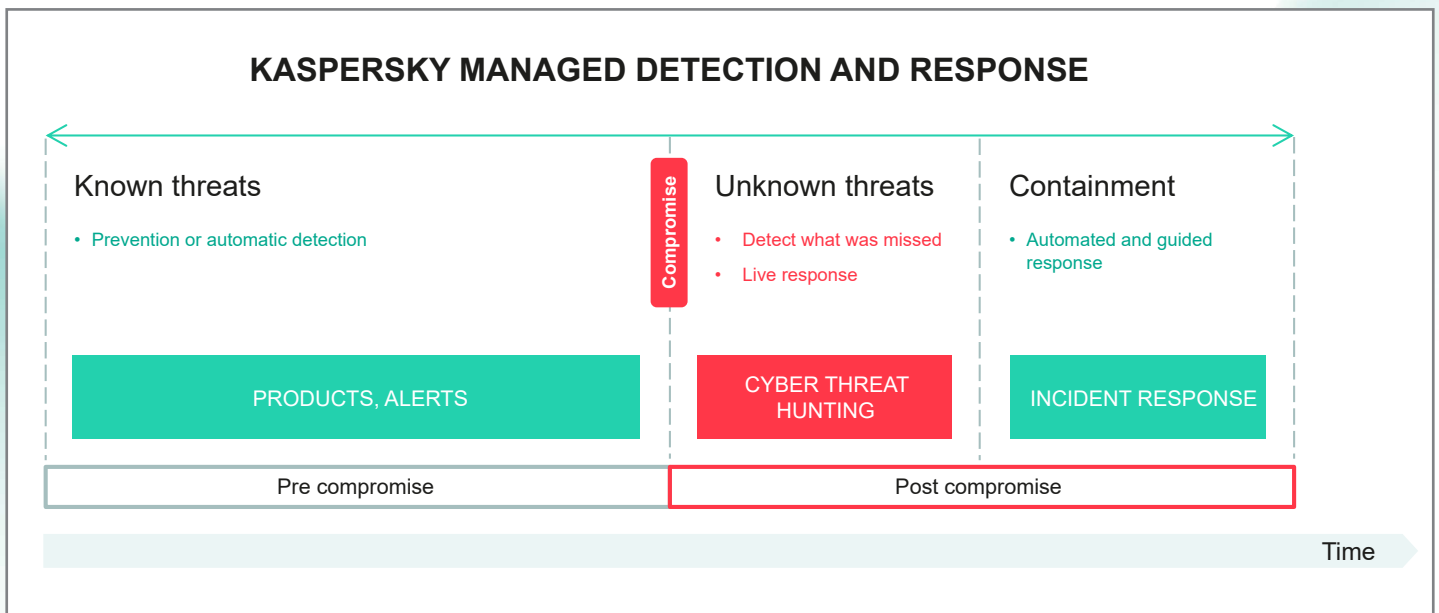 KASPERSKY MANAGED DETECTION AND RESPONSE
Known threats
• Prevention or automatic detection
Compromise
Unknown threats
• Detect what was missed
• Live response
Containment
• Automated and guided
response
PRODUCTS, ALERTS
CYBER THREAT
HUNTING
INCIDENT RESPONSE
Pre compromise
Post compromise
Time